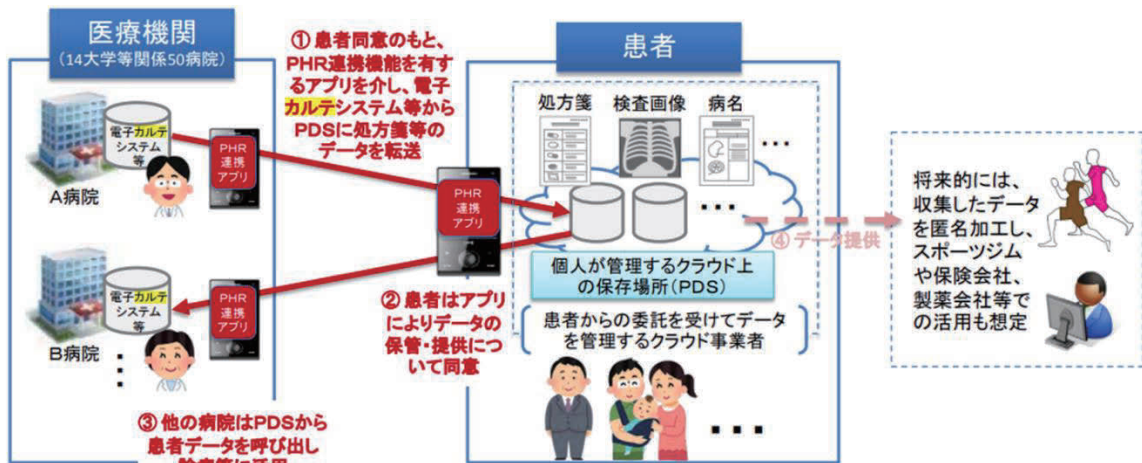 医療機関
（14大学等関係50病院）
電子カルテ
システム
等
PHR
連携
アプリ
A病院
電子カルテ
システム
等
PHR
連携
アプリ
B病院
① 患者同意のもと、
PHR連携機能を有す
るアプリを介し、電子
カルテシステム等から
PDSに処方箋等の
データを転送
PHR
連携
アプリ
② 患者はアプリ
によりデータの
保管・提供につ
いて同意
③ 他の病院はPDSから
患者データを呼び出し
患者
処方箋 検査画像 病名
個人が管理するクラウド上
の保存場所（PDS）
患者からの委託を受けてデータ
を管理するクラウド事業者
④ データ提供
将来的には、
収集したデータ
を匿名加工し、
スポーツジム
や保険会社、
製薬会社等で
の活用も想定